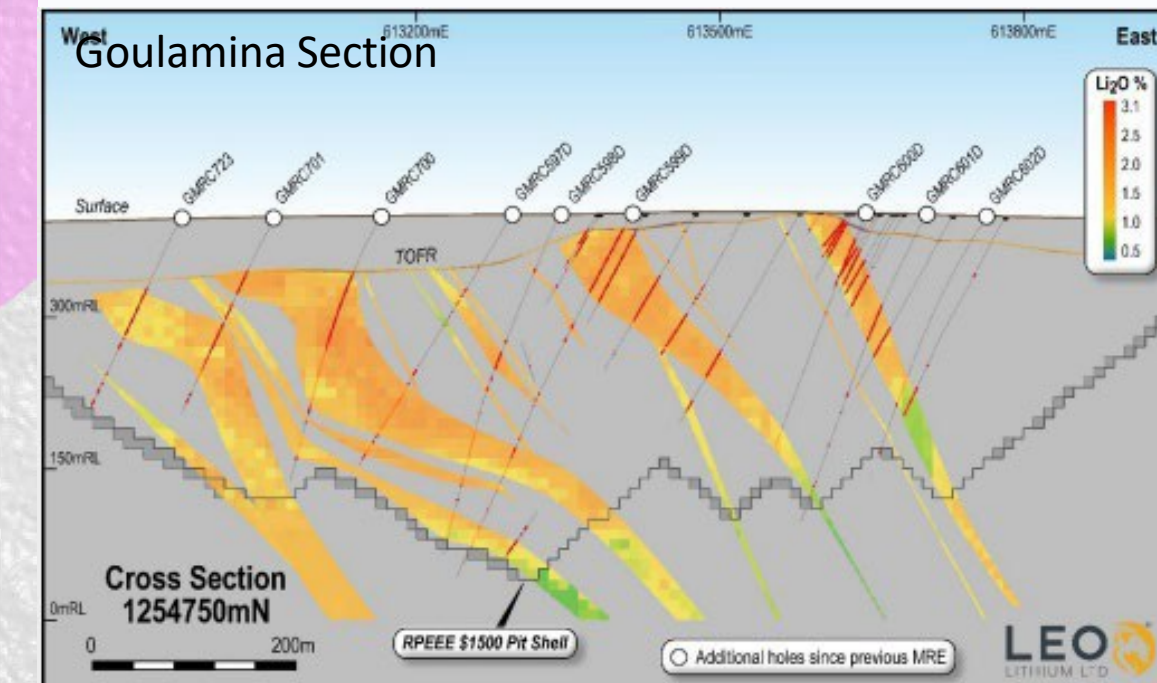 West
Goulamina Section
613200mE
613500mE
613800mE
East
Li₂O %
3.1
2.5
2.0
1.5
1.0
0.5
GMRC723
GMRC701
GMRC700
GMRC597D
GMRC598D
GMRC599D
GMRC600D
GMRC601D
GMRC602D
Surface
TOFR
300mRL
150mRL
0mRL
Cross Section
1254750mN
0
200m
RPEEE $1500 Pit Shell
Additional holes since previous MRE
LEO
LITHIUM LTD